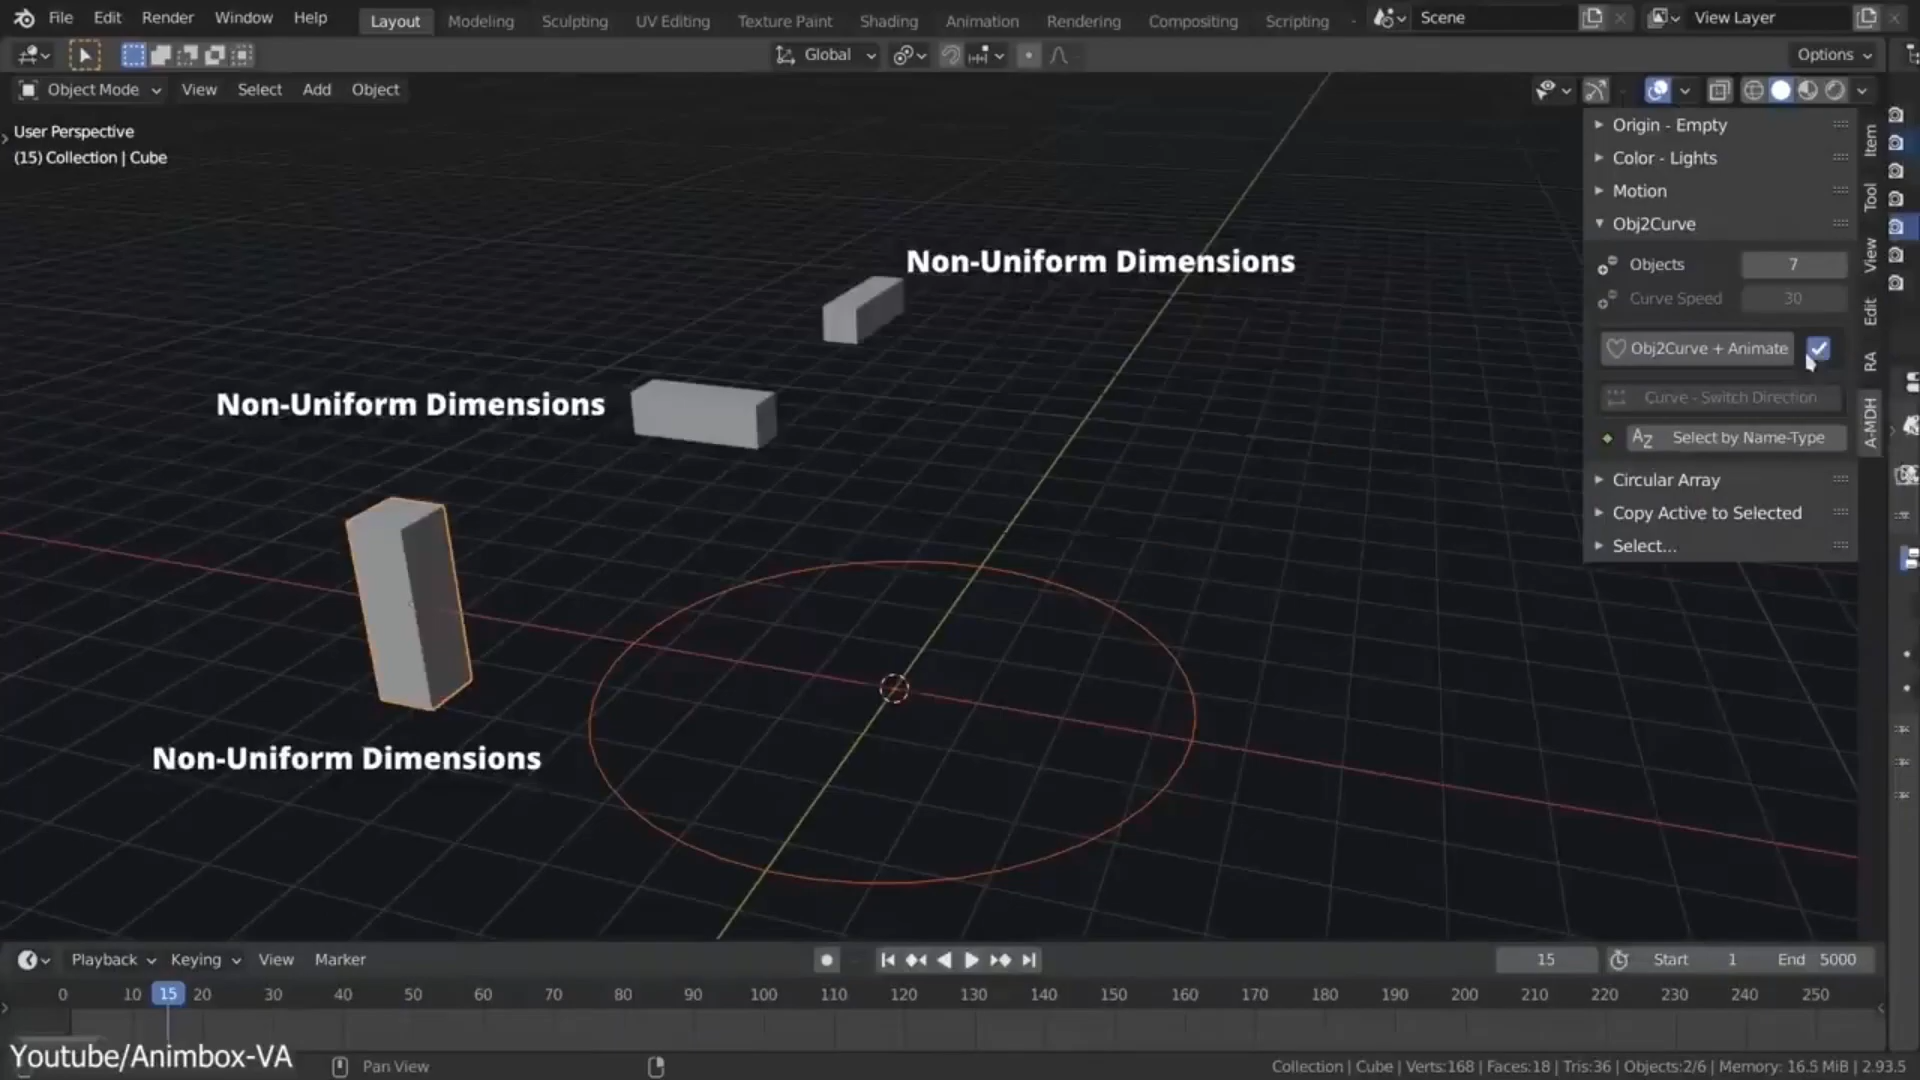 File Edit Render Window Help Layout Modeling Sculpting UV Editing Texture Paint Shading Animation Rendering Compositing Scripting Scene View Layer
Global Options
Object Mode View Select Add Object
User Perspective
(15) Collection | Cube
Origin - Empty
Color - Lights
Motion
Obj2Curve
Objects 7
Curve Speed 30
Obj2Curve + Animate
Curve - Switch Direction
AZ Select by Name-Type
Circular Array
Copy Active to Selected
Select...
Item
Tool
View
Edit
RA
A-MDH
Non-Uniform Dimensions
Non-Uniform Dimensions
Non-Uniform Dimensions
Playback Keying View Marker 15 Start 1 End 5000
0 10 15 20 30 40 50 60 70 80 90 100 110 120 130 140 150 160 170 180 190 200 210 220 230 240 250
Youtube/Animbox-VA
Pan View
Collection | Cube | Verts:168 | Faces:18 | Tris:36 | Objects:2/6 | Memory: 16.5 MiB | 2.93.5